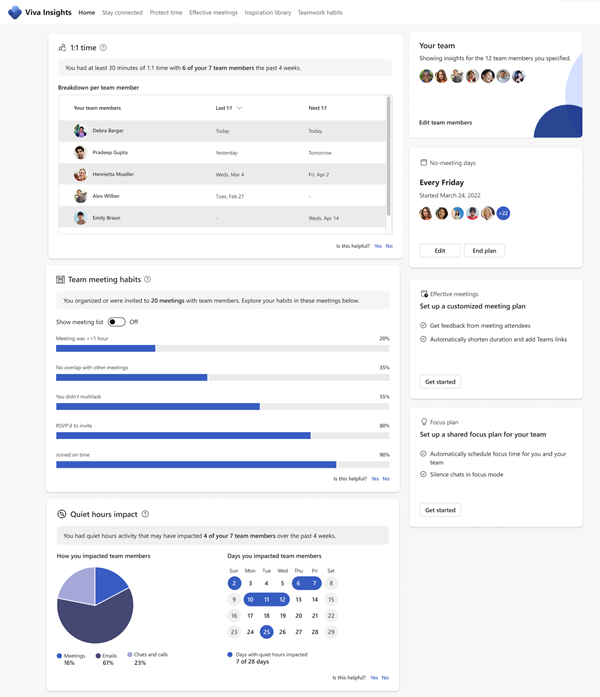 Viva Insights Home Stay connected Protect time Effective meetings Inspiration library Teamwork habits
1:1 time
You had at least 30 minutes of 1:1 time with 6 of your 7 team members the past 4 weeks.
Breakdown per team member
Your team members Last 1:1 Next 1:1
Debra Berger Today Today
Pradeep Gupta Yesterday Tomorrow
Henrietta Mueller Weds, Mar 4 Fri, Apr 2
Alex Wilber Tues, Feb 27 -
Emily Braun - Weds, Apr 14
Is this helpful? Yes No
Team meeting habits
You organized or were invited to 20 meetings with team members. Explore your habits in these meetings below.
Show meeting list Off
Meeting was <=1 hour 20%
No overlap with other meetings 35%
You didn't multitask 55%
RSVP'd to invite 80%
Joined on time 90%
Is this helpful? Yes No
Quiet hours impact
You had quiet hours activity that may have impacted 4 of your 7 team members over the past 4 weeks.
How you impacted team members
Meetings Emails Chats and calls
16% 61% 23%
Days you impacted team members
Sun Mon Tue Wed Thu Fri Sat
2 3 4 5 6 7 8
9 10 11 12 13 14 15
16 17 18 19 20 21 22
23 24 25 26 27 28 29
Days with quiet hours impacted
7 of 28 days
Is this helpful? Yes No
Your team
Showing insights for the 12 team members you specified.
Edit team members
No-meeting days
Every Friday
Started March 24, 2022
+22
Edit End plan
Effective meetings
Set up a customized meeting plan
Get feedback from meeting attendees
Automatically shorten duration and add Teams links
Get started
Focus plan
Set up a shared focus plan for your team
Automatically schedule focus time for you and your
team
Silence chats in focus mode
Get started